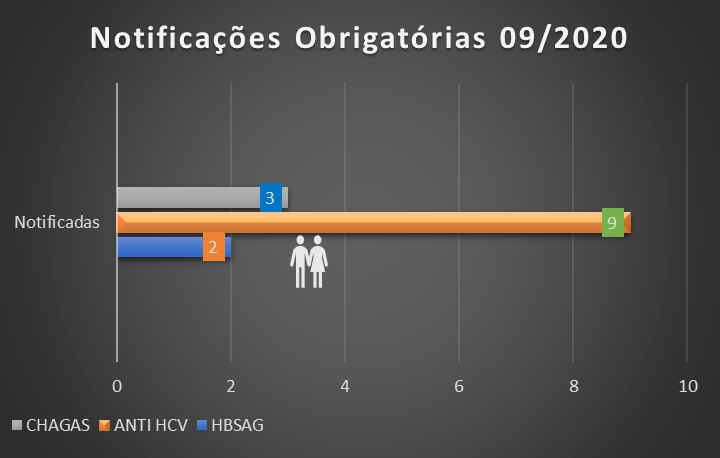 Notificações Obrigatórias 09/2020
3
Notificadas
9
2
0 2 4 6 8 10
CHAGAS ANTI HCV HBSAG